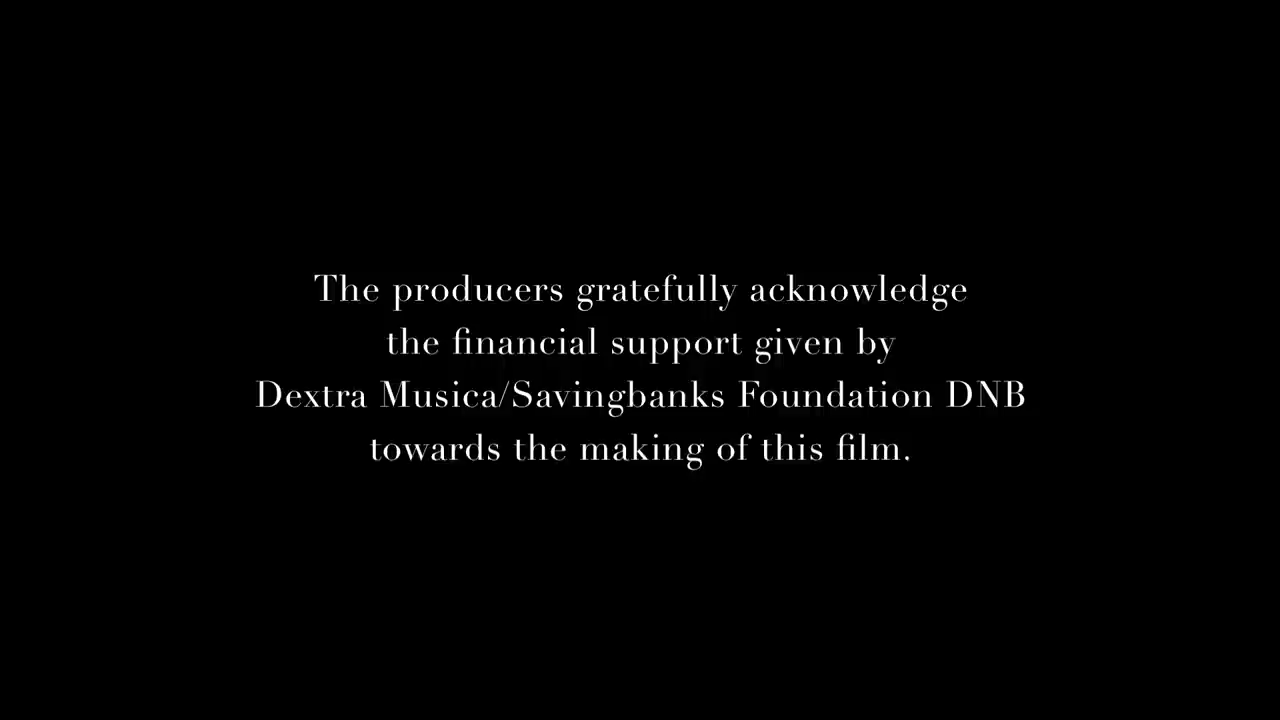 The producers gratefully acknowledge
the financial support given by
Dextra Musica/Savingbanks Foundation DNB
towards the making of this film.